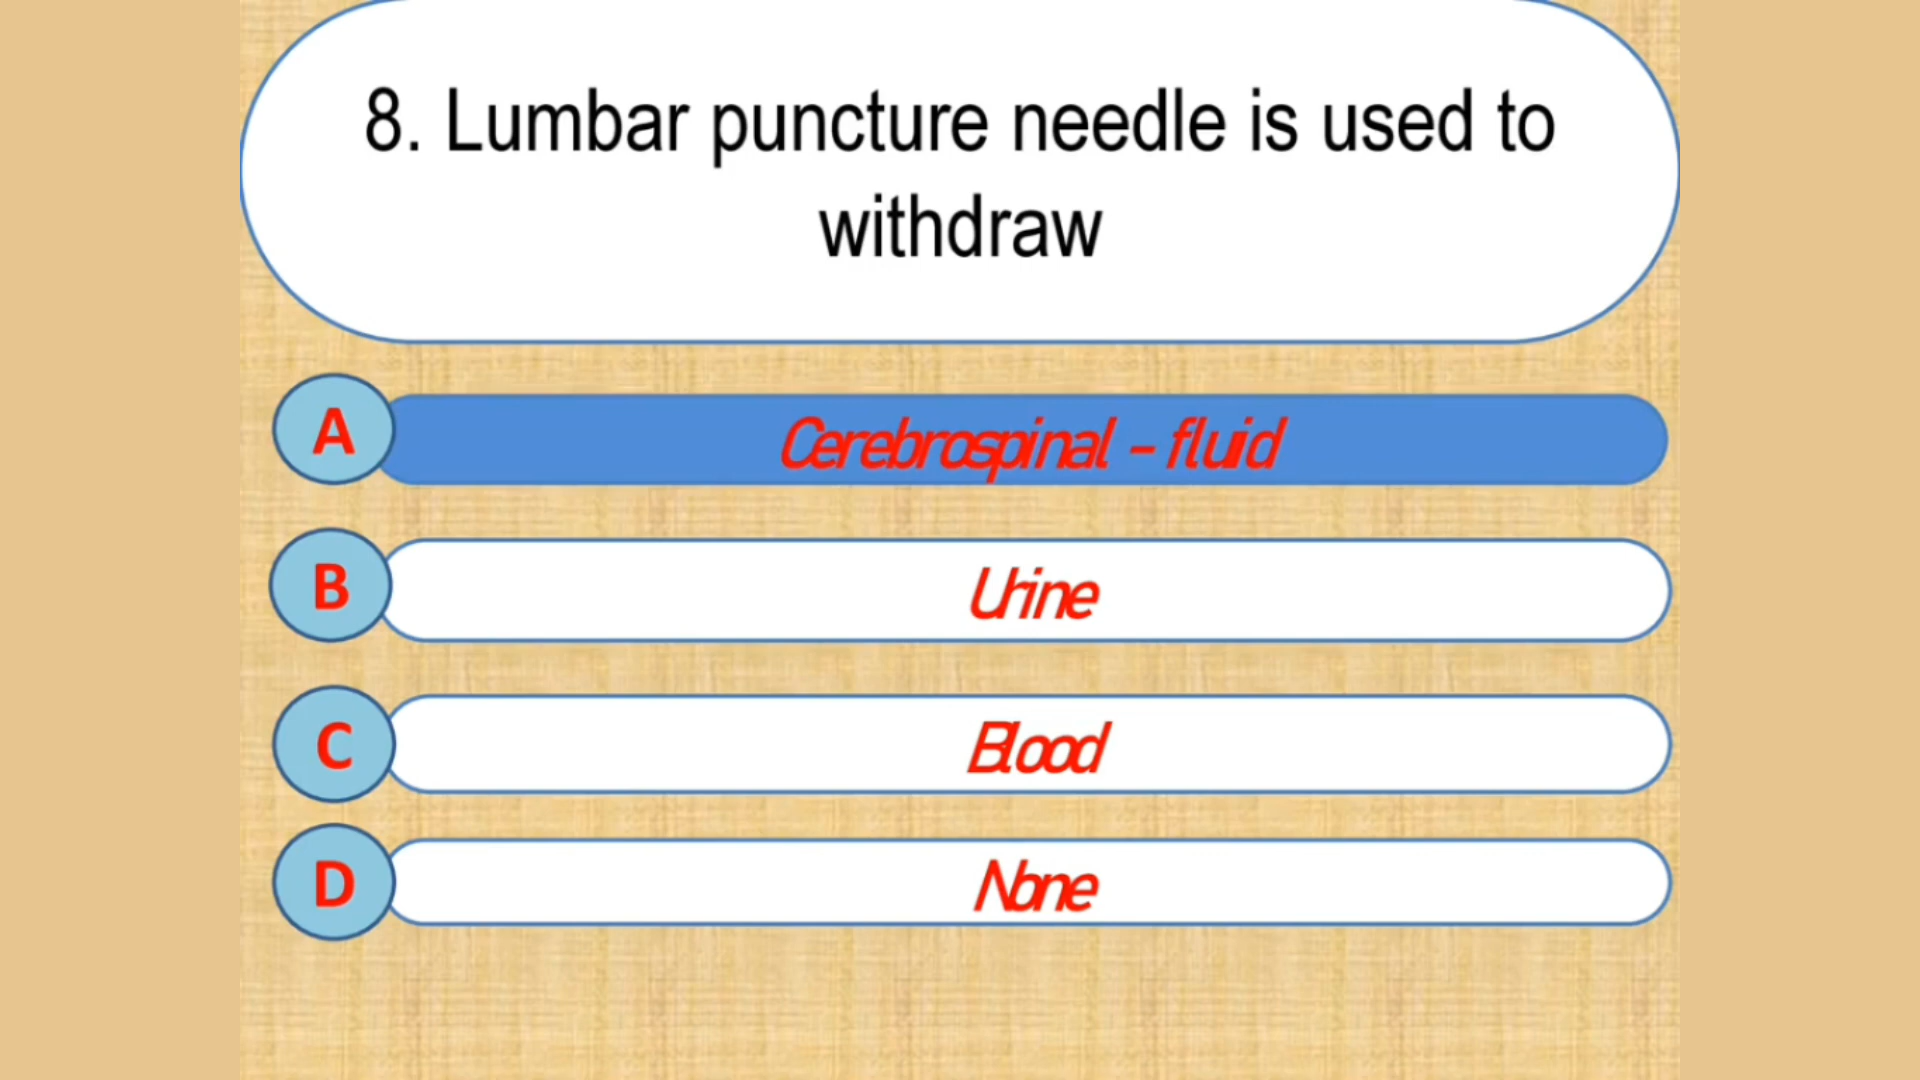 8. Lumbar puncture needle is used to
withdraw
A Cerebrospinal - fluid
B Urine
C Blood
D None